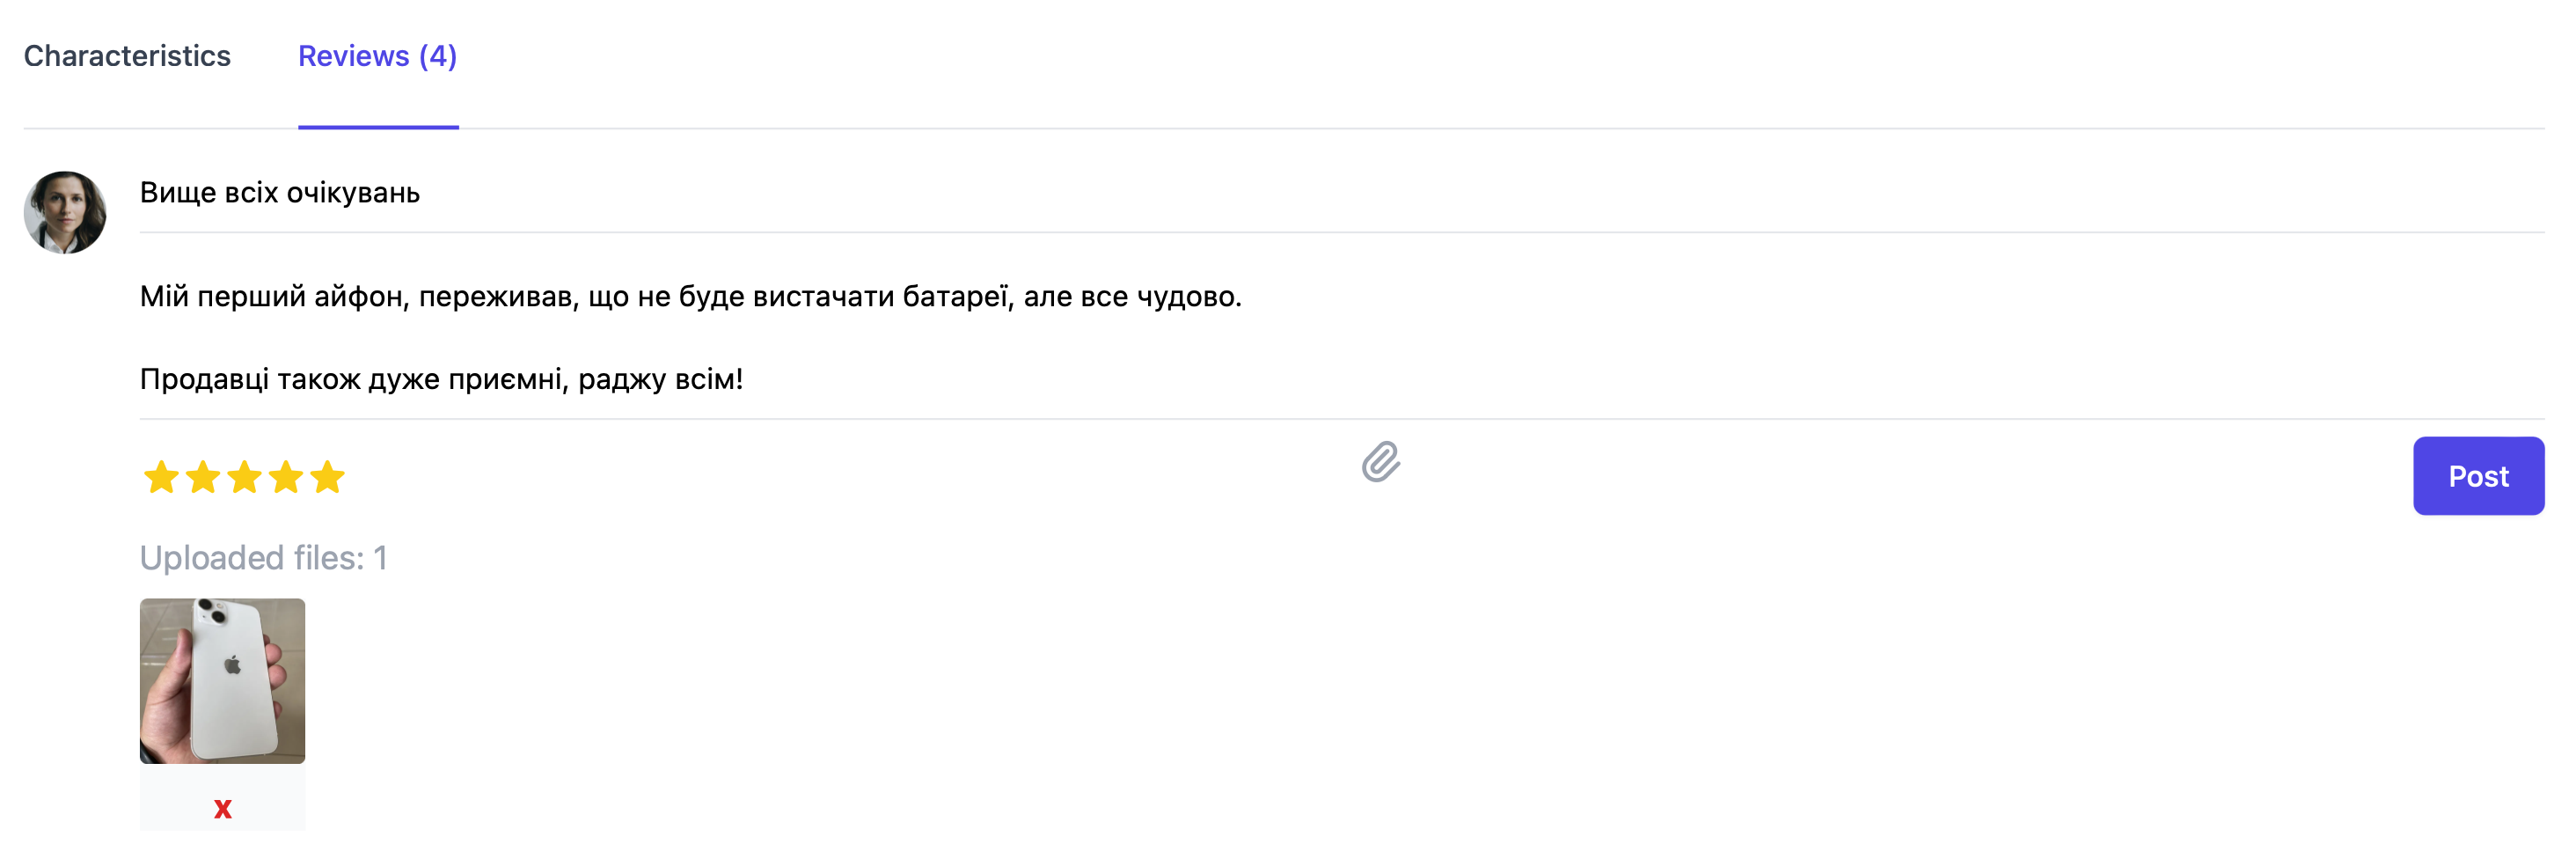 Characteristics
Reviews (4)
Вище всіх очікувань
Мій перший айфон, переживав, що не буде вистачати батареї, але все чудово.
Продавці також дуже приємні, раджу всім!
Post
Uploaded files: 1
x